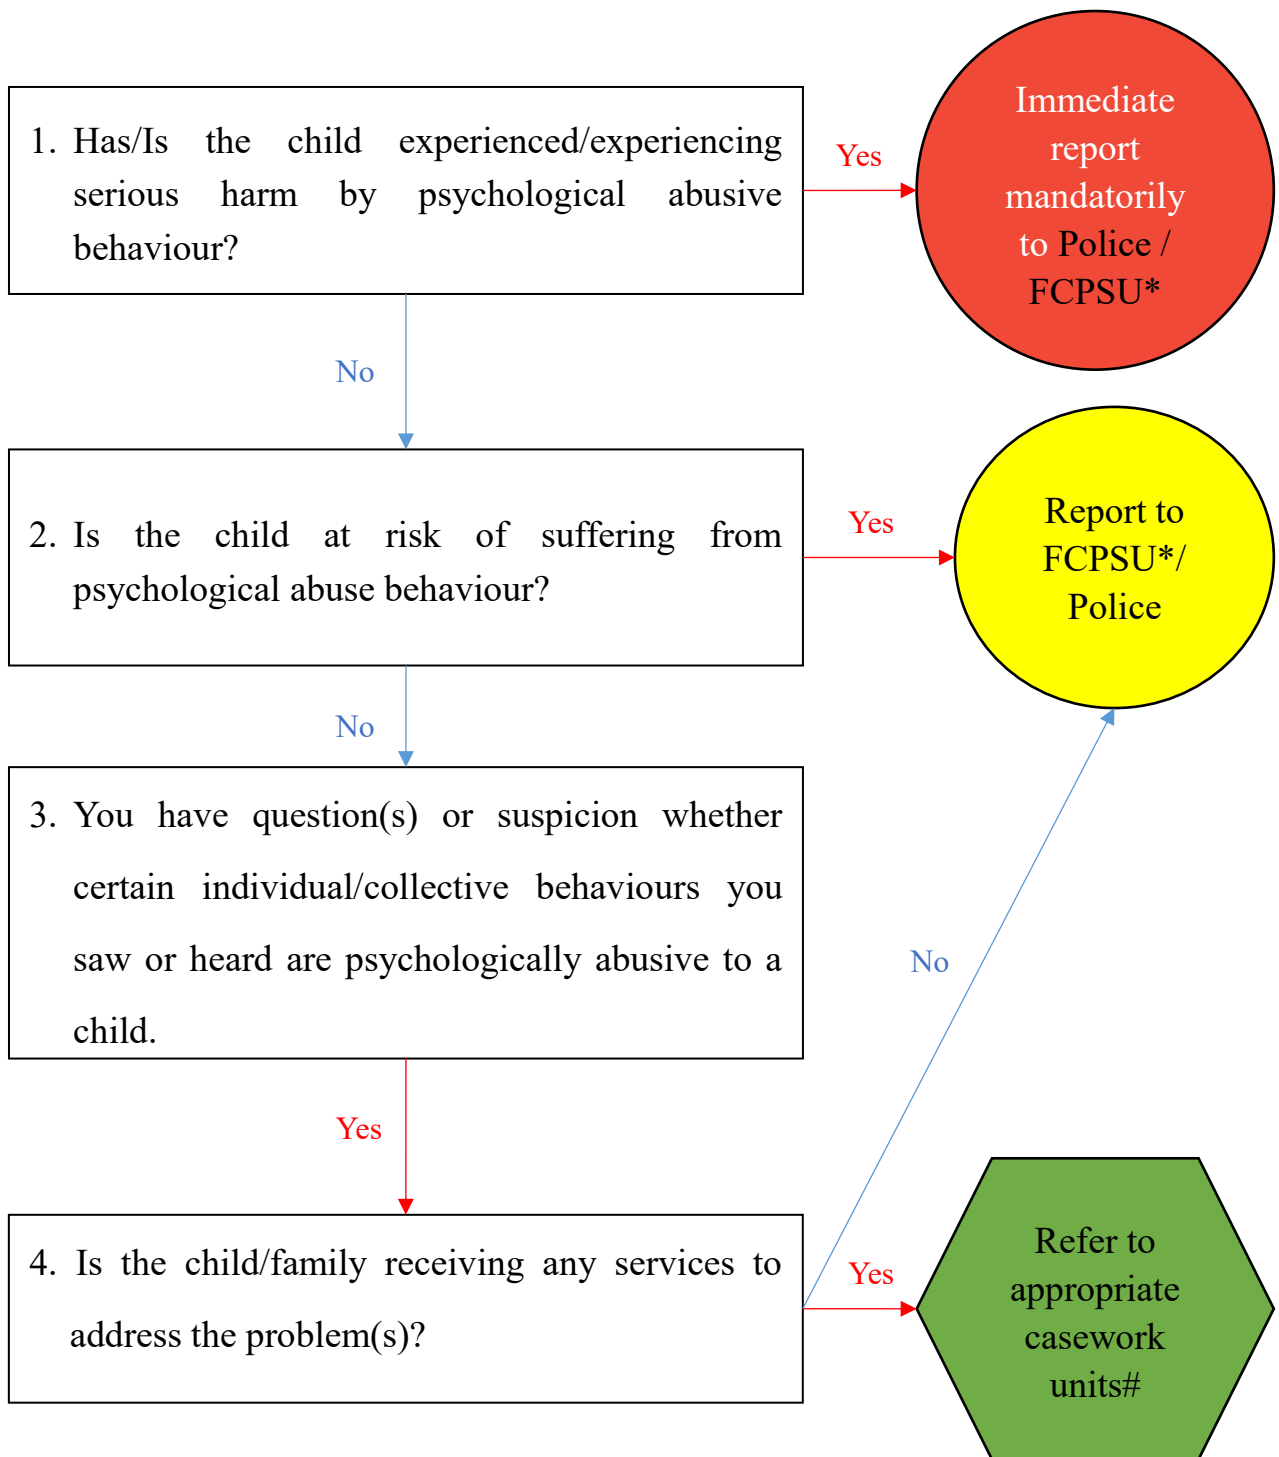 1. Has/Is the child experienced/experiencing
serious harm by psychological abusive
behaviour?
Yes
Immediate
report
mandatorily
to Police /
FCPSU*
No
2. Is the child at risk of suffering from
psychological abuse behaviour?
Yes
Report to
FCPSU*/
Police
No
3. You have question(s) or suspicion whether
certain individual/collective behaviours you
saw or heard are psychologically abusive to a
child.
No
Yes
4. Is the child/family receiving any services to
address the problem(s)?
Yes
Refer to
appropriate
casework
units#